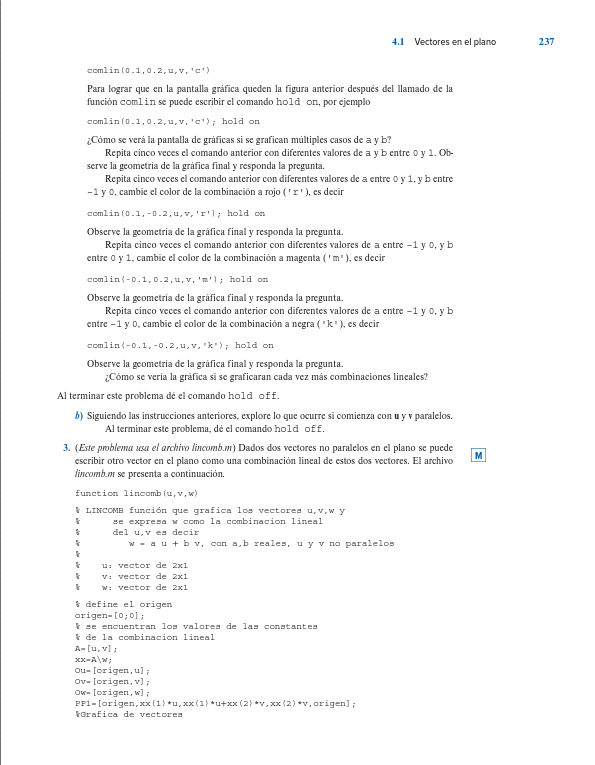 4.1 Vectores en el plano 237
comlin(0.1,0.2,u,v,'c')
Para lograr que en la pantalla gráfica queden la figura anterior después del llamado de la
función comlin se puede escribir el comando hold on, por ejemplo
comlin(0.1,0.2,u,v,'c'); hold on
¿Cómo se verá la pantalla de gráficas si se grafican múltiples casos de a y b?
Repita cinco veces el comando anterior con diferentes valores de a y b entre 0 y 1. Ob-
serve la geometría de la gráfica final y responda la pregunta.
Repita cinco veces el comando anterior con diferentes valores de a entre 0 y 1, y b entre
−1 y 0, cambie el color de la combinación a rojo ('r'), es decir
comlin(0.1,-0.2,u,v,'r'); hold on
Observe la geometría de la gráfica final y responda la pregunta.
Repita cinco veces el comando anterior con diferentes valores de a entre −1 y 0, y b
entre 0 y 1, cambie el color de la combinación a magenta ('m'), es decir
comlin(-0.1,0.2,u,v,'m'); hold on
Observe la geometría de la gráfica final y responda la pregunta.
Repita cinco veces el comando anterior con diferentes valores de a entre −1 y 0, y b
entre −1 y 0, cambie el color de la combinación a negra ('k'), es decir
comlin(-0.1,-0.2,u,v,'k'); hold on
Observe la geometría de la gráfica final y responda la pregunta.
¿Cómo se vería la gráfica si se graficaran cada vez más combinaciones lineales?
Al terminar este problema dé el comando hold off.
b) Siguiendo las instrucciones anteriores, explore lo que ocurre si comienza con u y v paralelos.
Al terminar este problema, dé el comando hold off.
3. (Este problema usa el archivo lincomb.m) Dados dos vectores no paralelos en el plano se puede
escribir otro vector en el plano como una combinación lineal de estos dos vectores. El archivo
lincomb.m se presenta a continuación.
M
function lincomb(u,v,w)
% LINCOMB función que grafica los vectores u,v,w y
% se expresa w como la combinacion lineal
% del u,v es decir
% w = a u + b v, con a,b reales, u y v no paralelos
%
% u: vector de 2x1
% v: vector de 2x1
% w: vector de 2x1
% define el origen
origen=[0;0];
% se encuentran los valores de las constantes
% de la combinacion lineal
A=[u,v];
xx=A\w;
Ou=[origen,u];
Ov=[origen,v];
Ow=[origen,w];
PP1=[origen,xx(1)*u,xx(1)*u+xx(2)*v,xx(2)*v,origen];
%Grafica de vectores